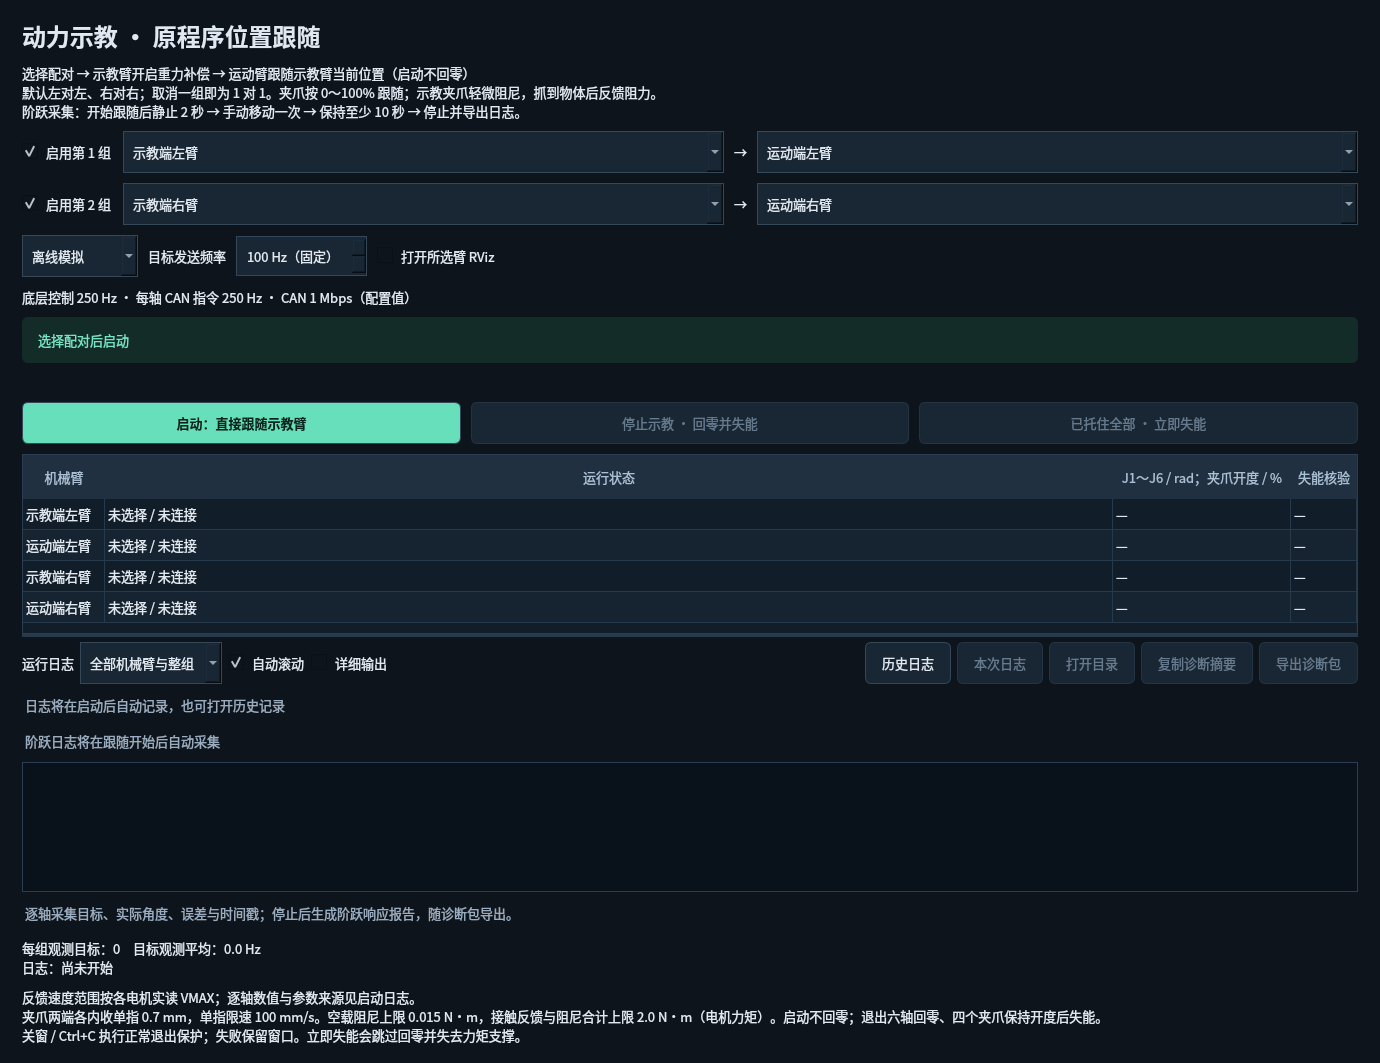 动力示教 · 原程序位置跟随
选择配对 → 示教臂开启重力补偿 → 运动臂跟随示教臂当前位置（启动不回零）
默认左对左、右对右；取消一组即为 1 对 1。夹爪按 0～100% 跟随；示教夹爪轻微阻尼，抓到物体后反馈阻力。
阶跃采集：开始跟随后静止 2 秒 → 手动移动一次 → 保持至少 10 秒 → 停止并导出日志。
启用第 1 组 示教端左臂 → 运动端左臂
启用第 2 组 示教端右臂 → 运动端右臂
离线模拟 目标发送频率 100 Hz（固定） 打开所选臂 RViz
底层控制 250 Hz · 每轴 CAN 指令 250 Hz · CAN 1 Mbps（配置值）
选择配对后启动
启动：直接跟随示教臂 停止示教 · 回零并失能 已托住全部 · 立即失能
机械臂 运行状态 J1～J6 / rad；夹爪开度 / % 失能核验
示教端左臂 未选择 / 未连接 — —
运动端左臂 未选择 / 未连接 — —
示教端右臂 未选择 / 未连接 — —
运动端右臂 未选择 / 未连接 — —
运行日志 全部机械臂与整组 自动滚动 详细输出 历史日志 本次日志 打开目录 复制诊断摘要 导出诊断包
日志将在启动后自动记录，也可打开历史记录
阶跃日志将在跟随开始后自动采集
逐轴采集目标、实际角度、误差与时间戳；停止后生成阶跃响应报告，随诊断包导出。
每组观测目标：0 目标观测平均：0.0 Hz
日志：尚未开始
反馈速度范围按各电机实读 VMAX；逐轴数值与参数来源见启动日志。
夹爪两端各内收单指 0.7 mm，单指限速 100 mm/s。空载阻尼上限 0.015 N·m，接触反馈与阻尼合计上限 2.0 N·m（电机力矩）。启动不回零；退出六轴回零、四个夹爪保持开度后失能。
关窗 / Ctrl+C 执行正常退出保护；失败保留窗口。立即失能会跳过回零并失去力矩支撑。